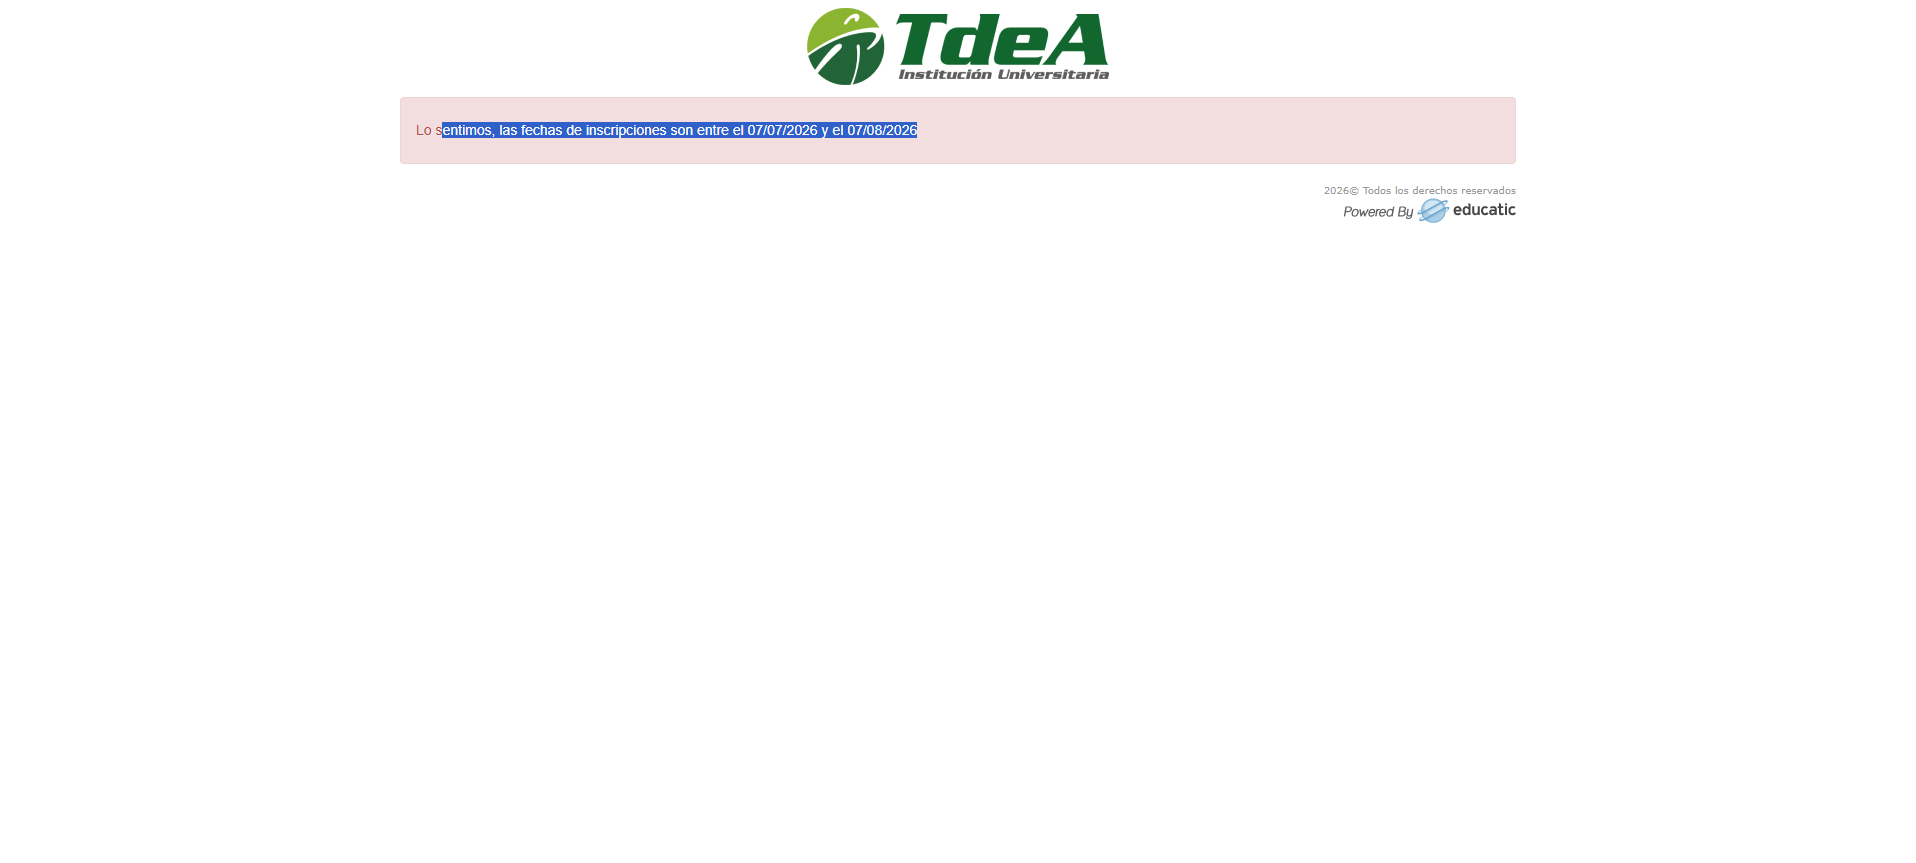 TdeA
Institución Universitaria
Lo sentimos, las fechas de inscripciones son entre el 07/07/2026 y el 07/08/2026
2026© Todos los derechos reservados
Powered By educatic